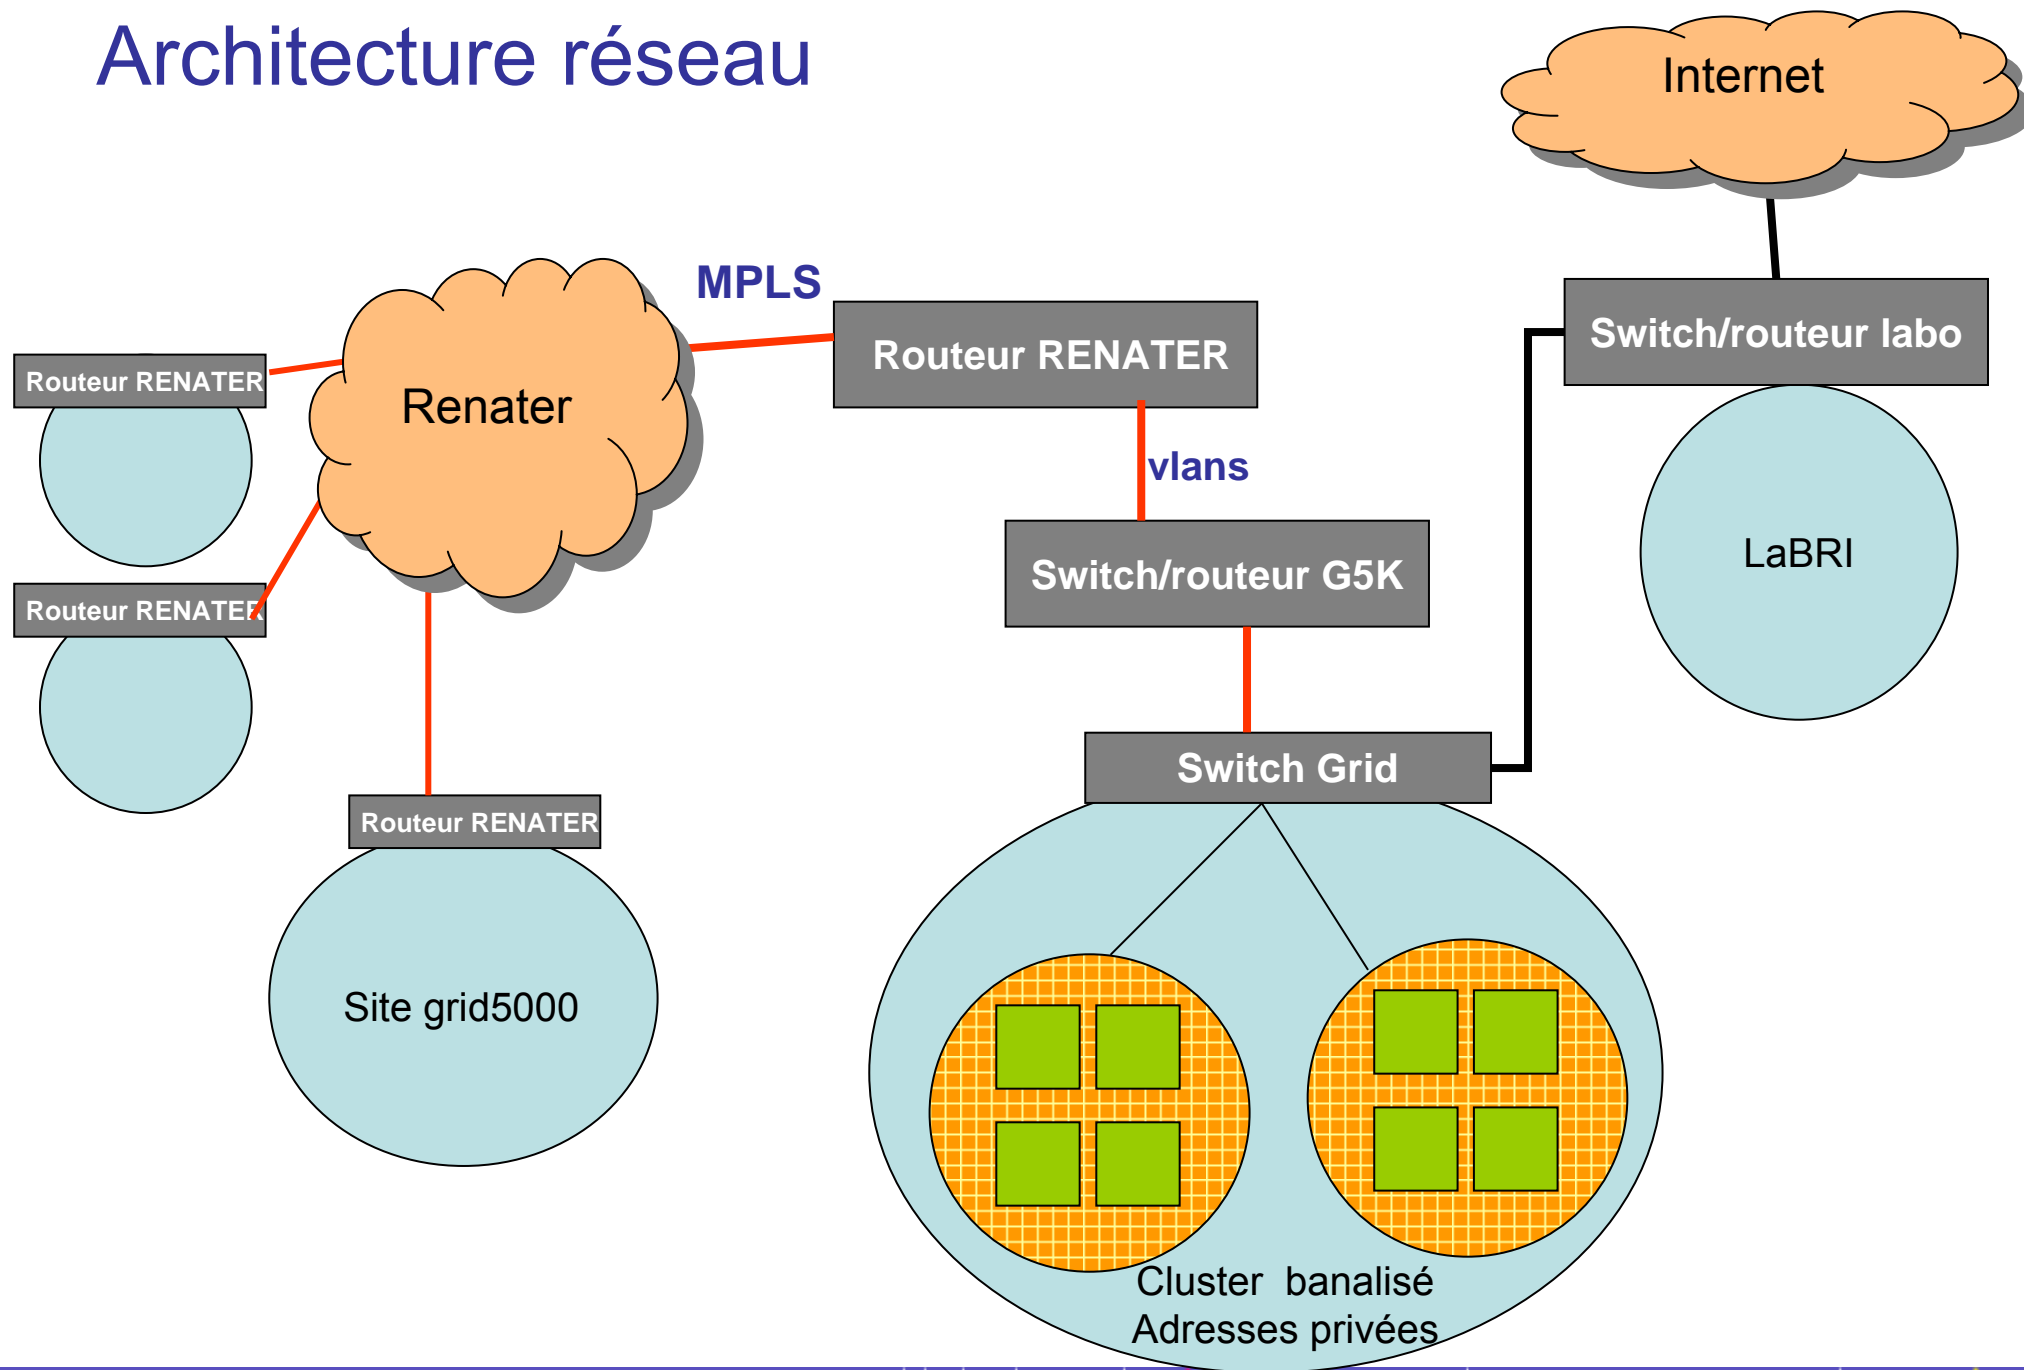 Architecture réseau
Internet
MPLS
Routeur RENATER
Switch/routeur labo
Routeur RENATER
Renater
vlans
LaBRI
Switch/routeur G5K
Routeur RENATER
Switch Grid
Routeur RENATER
Site grid5000
Cluster banalisé
Adresses privées